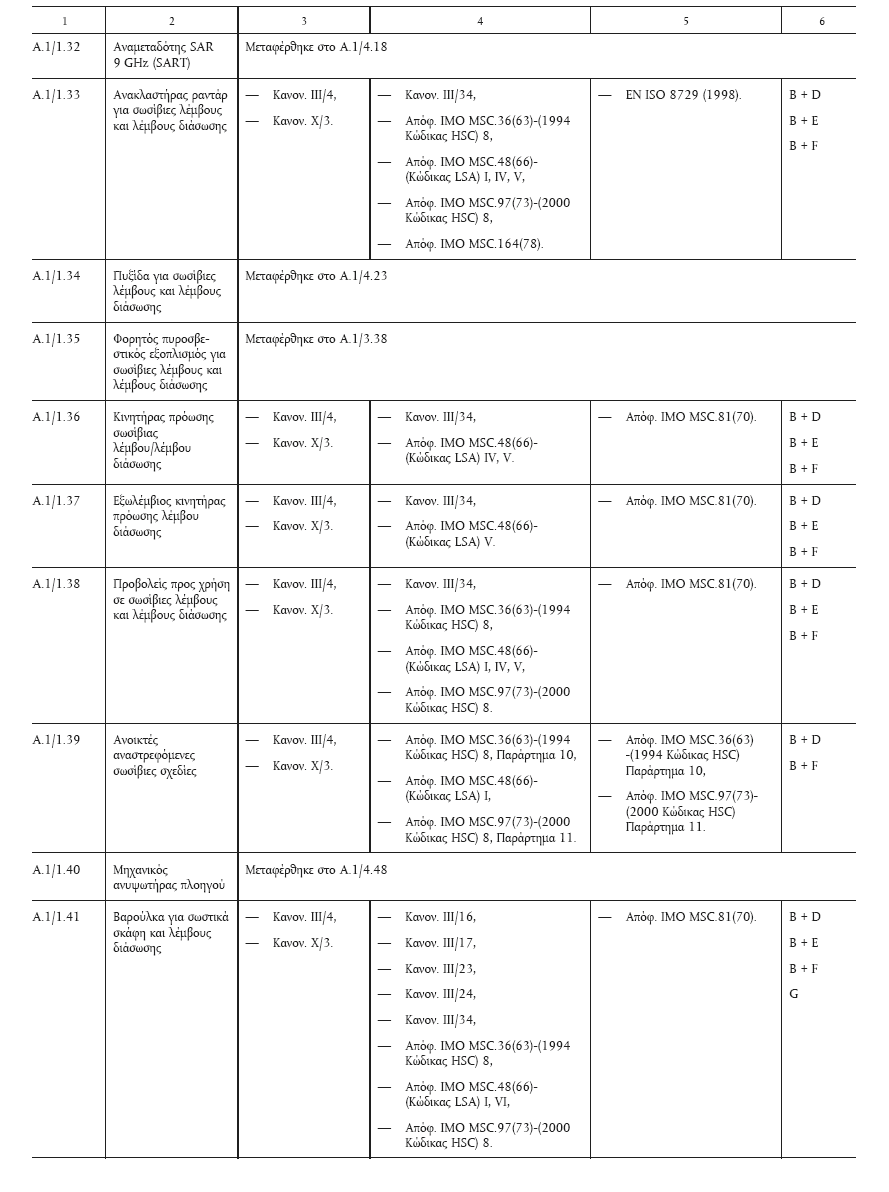 1 2 3 4 5 6
Α.1/1.32 Αναμεταδότης SAR Μεταφέρθηκε στο Α.1/4.18
9 GHz (SART)
Α.1/1.33 Ανακλαστήρας ραντάρ — Κανον. III/4, — Κανον. III/34, — EN ISO 8729 (1998). B + D
για σωσίβιες λέμβους — Κανον. X/3. — Απόφ. IMO MSC.36(63)-(1994 B + E
και λέμβους διάσωσης Κώδικας HSC) 8, B + F
— Απόφ. IMO MSC.48(66)-
(Κώδικας LSA) I, IV, V,
— Απόφ. IMO MSC.97(73)-(2000
Κώδικας HSC) 8,
— Απόφ. IMO MSC.164(78).
Α.1/1.34 Πυξίδα για σωσίβιες Μεταφέρθηκε στο Α.1/4.23
λέμβους και λέμβους
διάσωσης
Α.1/1.35 Φορητός πυροσβε- Μεταφέρθηκε στο Α.1/3.38
στικός εξοπλισμός για
σωσίβιες λέμβους και
λέμβους διάσωσης
Α.1/1.36 Κινητήρας πρόωσης — Κανον. III/4, — Κανον. III/34, — Απόφ. IMO MSC.81(70). B + D
σωσίβιας — Κανον. X/3. — Απόφ. IMO MSC.48(66)- B + E
λέμβου/λέμβου (Κώδικας LSA) IV, V.
διάσωσης B + F
Α.1/1.37 Εξωλέμβιος κινητήρας — Κανον. III/4, — Κανον. III/34, — Απόφ. IMO MSC.81(70). B + D
πρόωσης λέμβου — Κανον. X/3. — Απόφ. IMO MSC.48(66)- B + E
διάσωσης (Κώδικας LSA) V. B + F
Α.1/1.38 Προβολείς προς χρήση — Κανον. III/4, — Κανον. III/34, — Απόφ. IMO MSC.81(70). B + D
σε σωσίβιες λέμβους — Κανον. X/3. — Απόφ. IMO MSC.36(63)-(1994 B + E
και λέμβους διάσωσης Κώδικας HSC) 8, B + F
— Απόφ. IMO MSC.48(66)-
(Κώδικας LSA) I, IV, V,
— Απόφ. IMO MSC.97(73)-(2000
Κώδικας HSC) 8.
Α.1/1.39 Ανοικτές — Κανον. III/4, — Απόφ. IMO MSC.36(63)-(1994 — Απόφ. IMO MSC.36(63) B + D
αναστρεφόμενες Κώδικας HSC) 8, Παράρτημα 10, -(1994 Κώδικας HSC)
σωσίβιες σχεδίες — Κανον. X/3. — Απόφ. IMO MSC.48(66)- Παράρτημα 10, B + F
(Κώδικας LSA) I, — Απόφ. IMO MSC.97(73)-
— Απόφ. IMO MSC.97(73)-(2000 (2000 Κώδικας HSC)
Κώδικας HSC) 8, Παράρτημα 11. Παράρτημα 11.
Α.1/1.40 Μηχανικός Μεταφέρθηκε στο Α.1/4.48
ανυψωτήρας πλοηγού
Α.1/1.41 Βαρούλκα για σωστικά — Κανον. III/4, — Κανον. III/16, — Απόφ. IMO MSC.81(70). B + D
σκάφη και λέμβους — Κανον. X/3. — Κανον. III/17, B + E
διάσωσης — Κανον. III/23, B + F
— Κανον. III/24, G
— Κανον. III/34,
— Απόφ. IMO MSC.36(63)-(1994
Κώδικας HSC) 8,
— Απόφ. IMO MSC.48(66)-
(Κώδικας LSA) I, VI,
— Απόφ. IMO MSC.97(73)-(2000
Κώδικας HSC) 8.